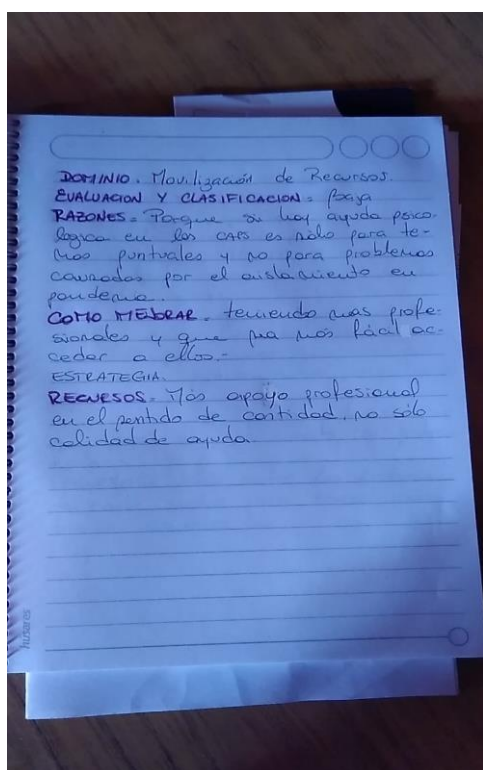 DOMINIO. Movilización de Recursos.
EVALUACION Y CLASIFICACION = Baja
RAZONES = Porque si hay ayuda psico-
logica en los CAPS es sólo para te-
mas puntuales y no para problemas
causados por el aislamiento en
pandemia.
COMO MEJORAR. teniendo mas profe-
sionales y que sea más fácil ac-
ceder a ellos.-
ESTRATEGIA.
RECURSOS = Más apoyo profesional
en el sentido de cantidad, no sólo
calidad de ayuda.
husares